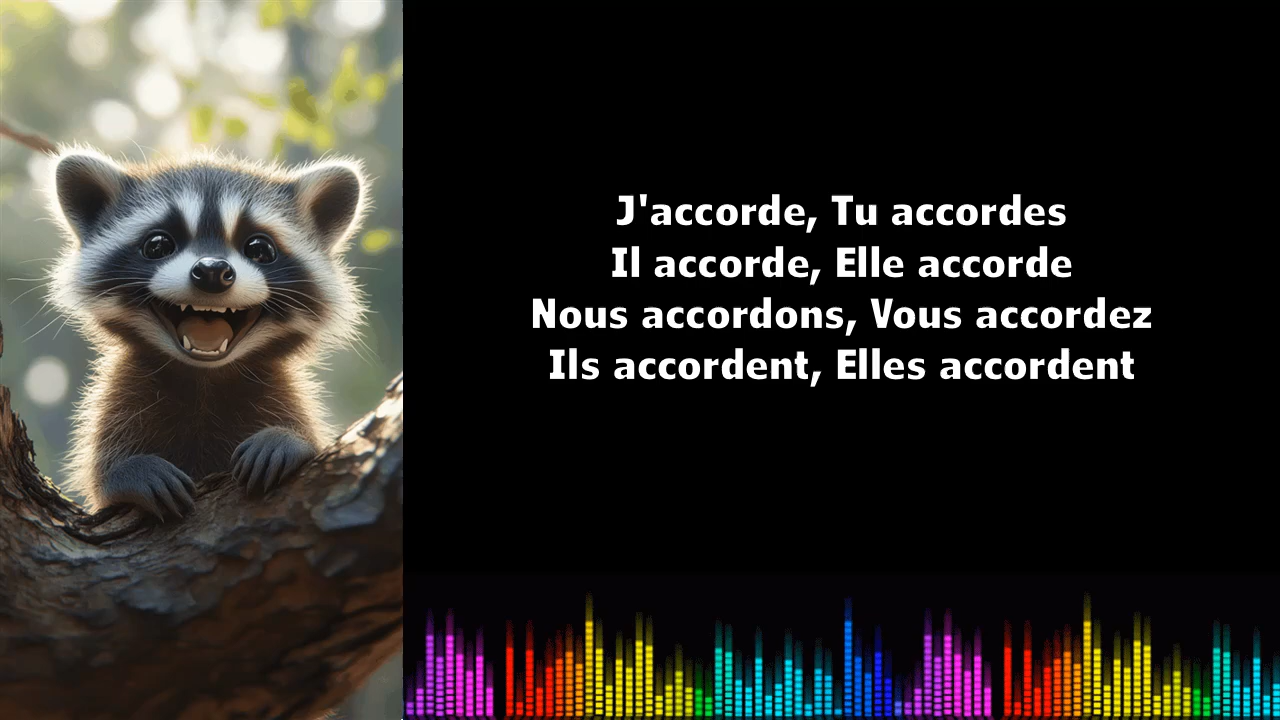 J'accorde, Tu accordes
Il accorde, Elle accorde
Nous accordons, Vous accordez
Ils accordent, Elles accordent